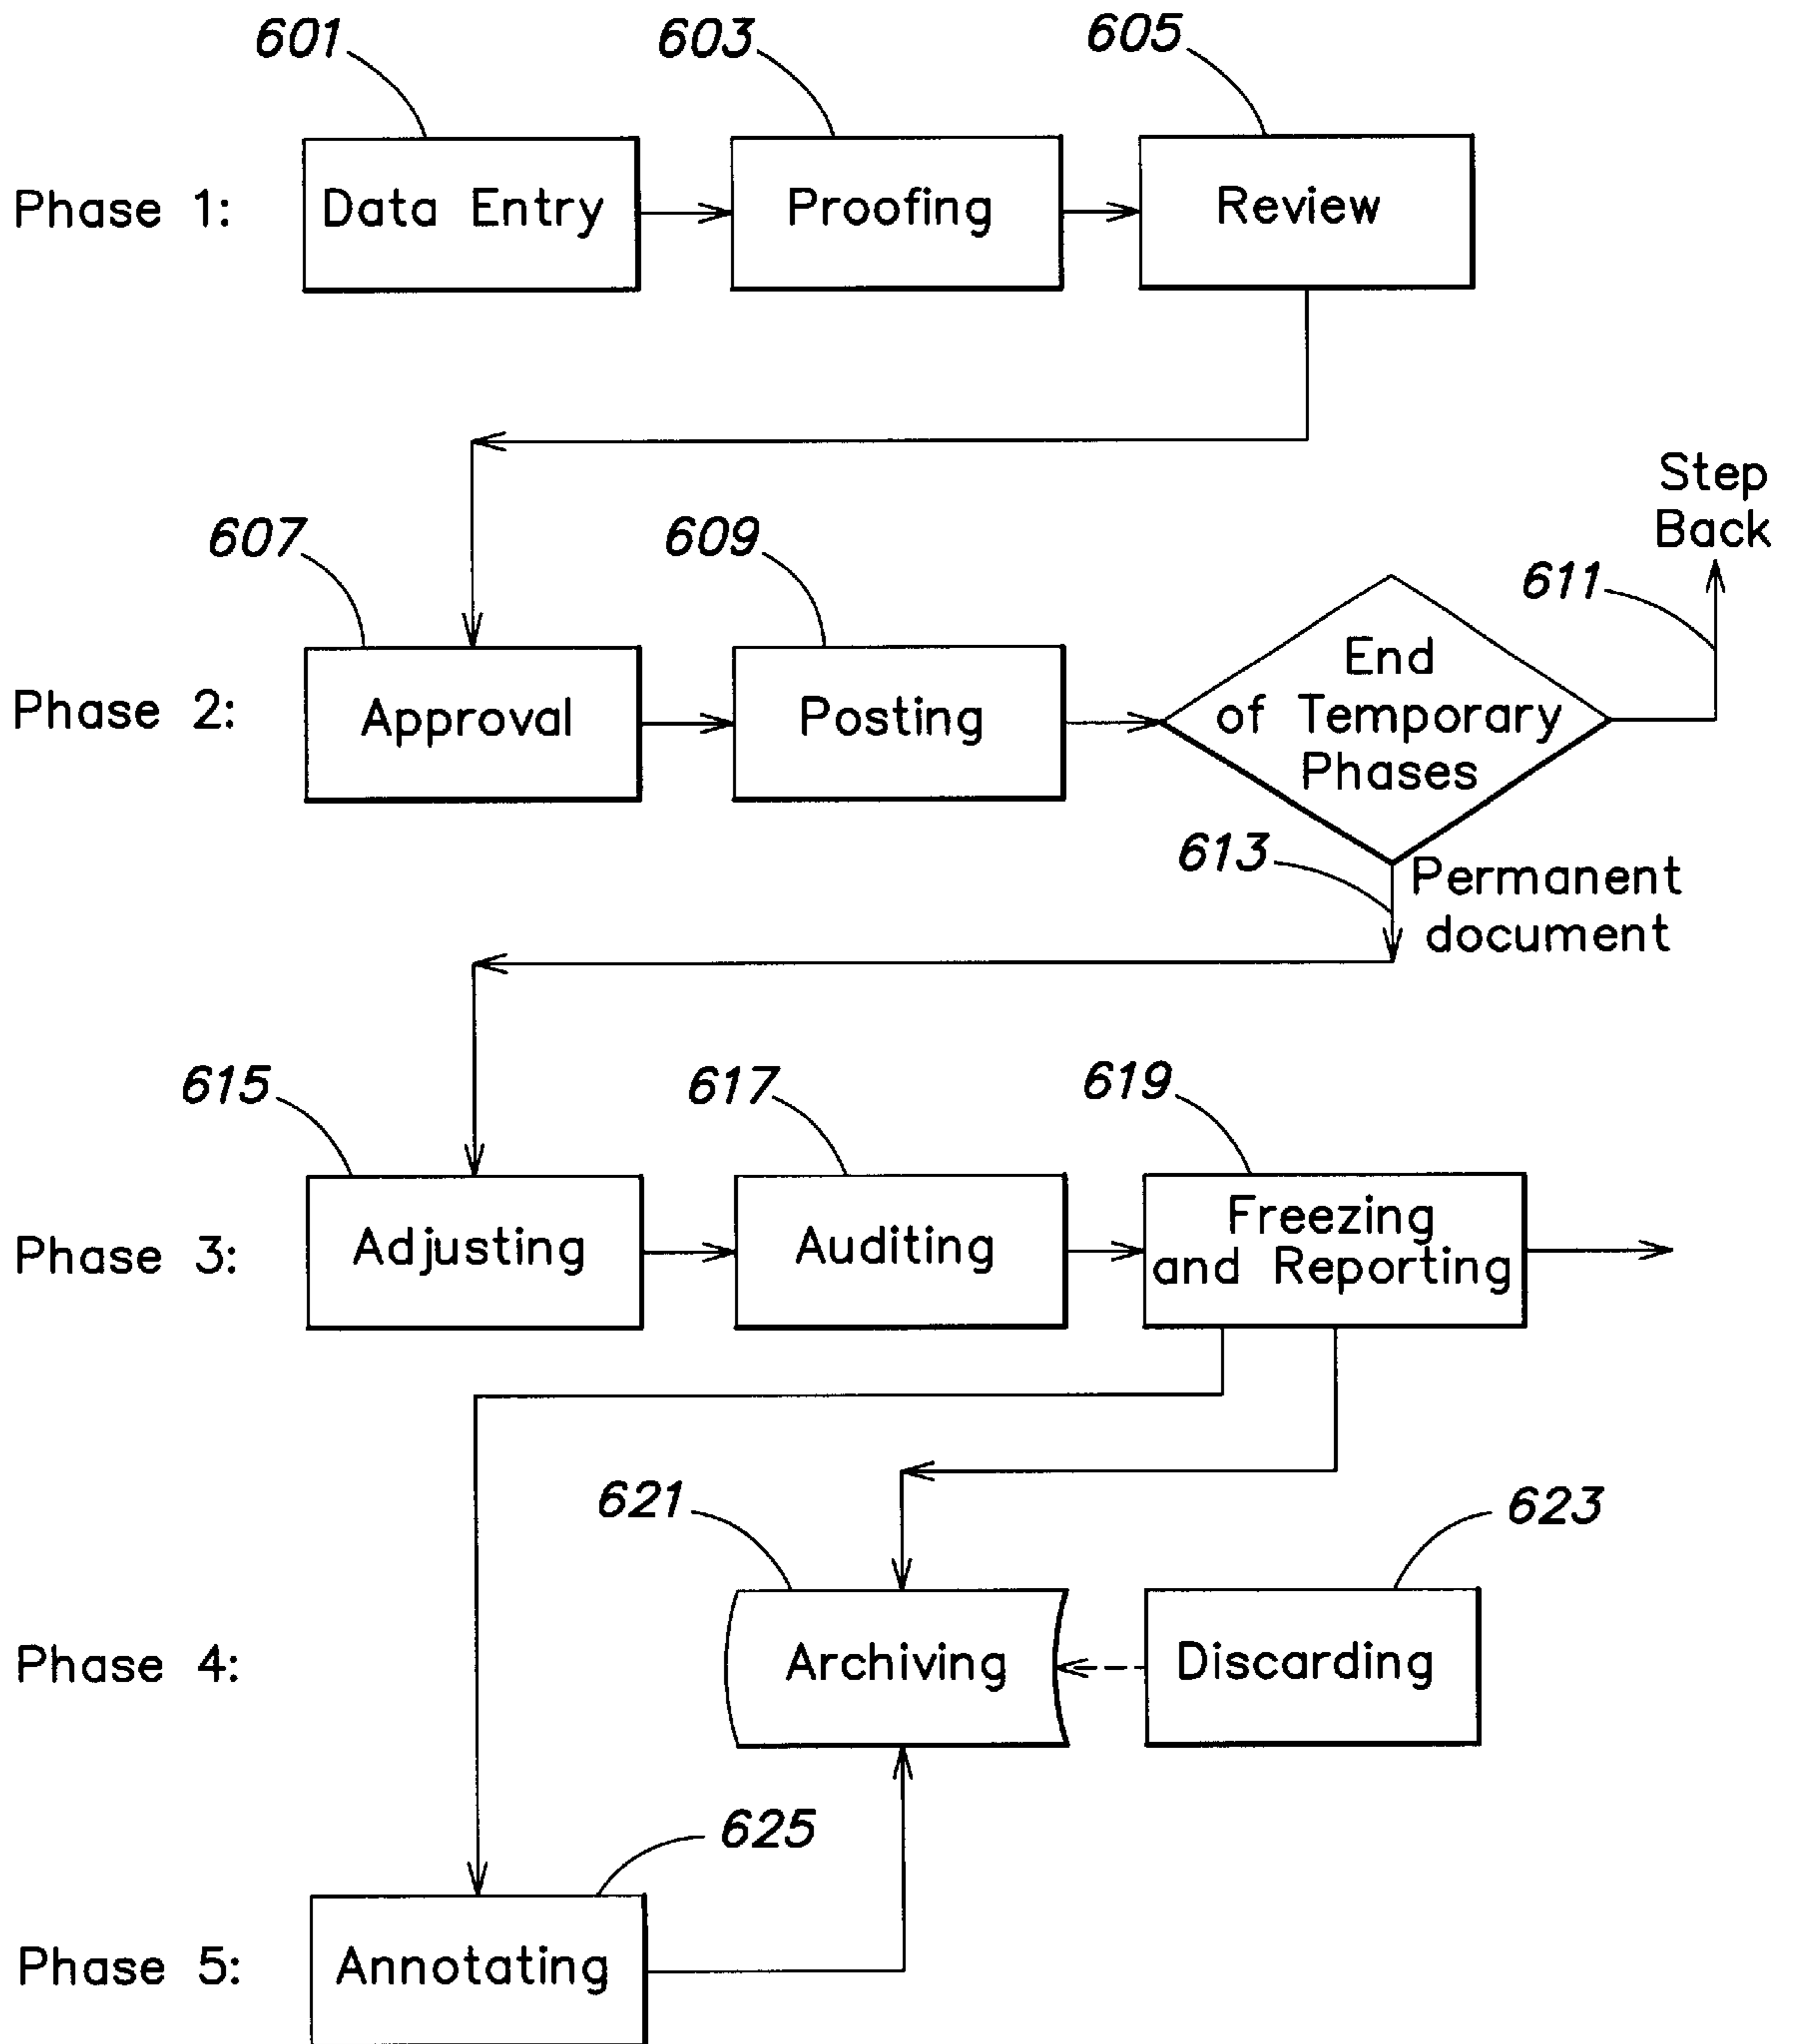 601
603
605
Phase 1:
Data Entry
Proofing
Review
Step
Back
607
609
611
Phase 2:
Approval
Posting
End
of Temporary
Phases
613
Permanent
document
615
617
619
Phase 3:
Adjusting
Auditing
Freezing
and Reporting
621
623
Phase 4:
Archiving
Discarding
625
Phase 5:
Annotating